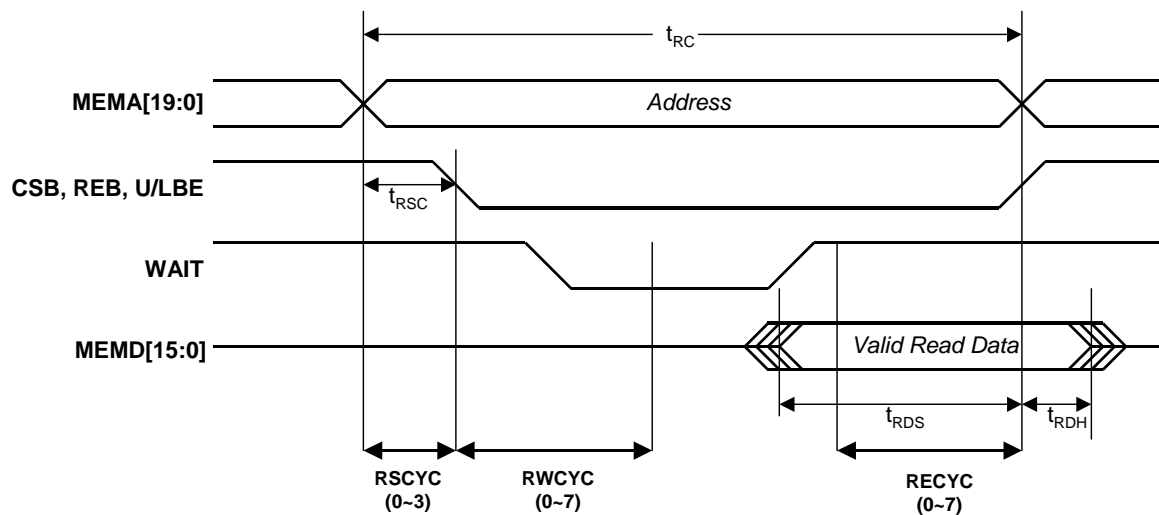 tRC
MEMA[19:0]
Address
CSB, REB, U/LBE
tRSC
WAIT
MEMD[15:0]
Valid Read Data
tRDS
tRDH
RSCYC
(0~3)
RWCYC
(0~7)
RECYC
(0~7)